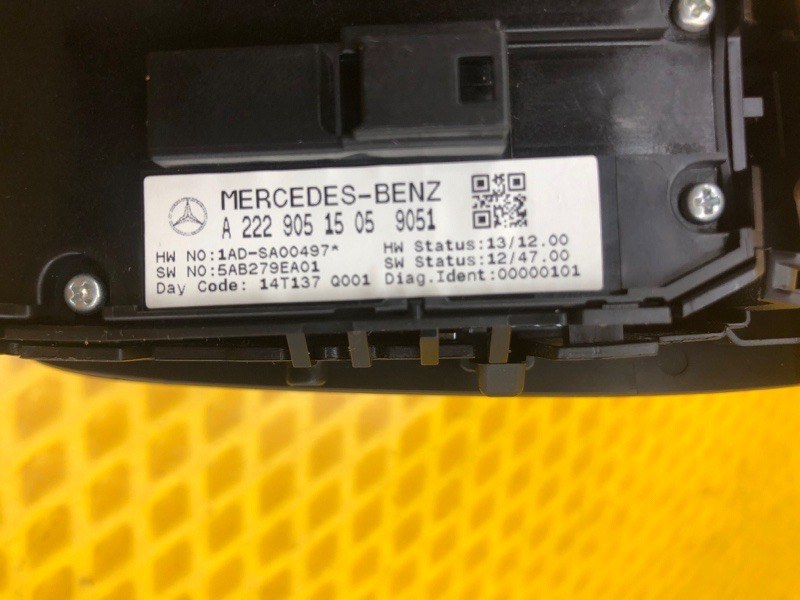 MERCEDES-BENZ
A 222 905 15 05 9051
HW NO:1AD-SA00497* HW Status:13/12.00
SW NO:5AB279EA01 SW Status:12/47.00
Day Code: 14T137 Q001 Diag.Ident:00000101